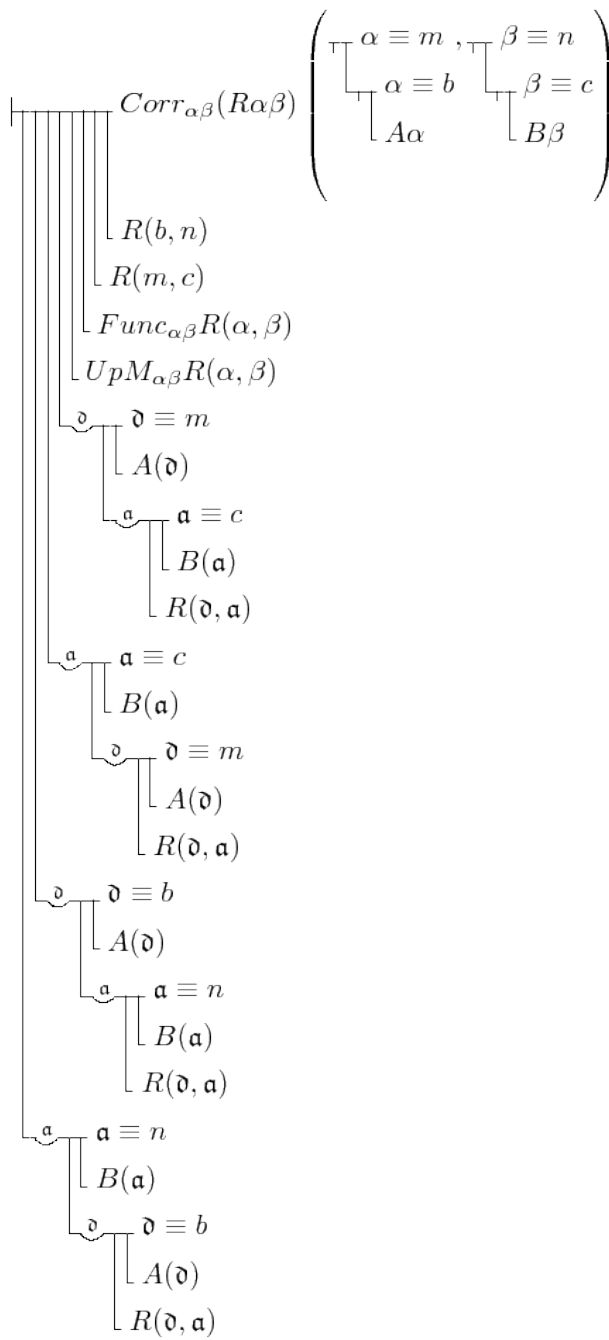 α ≡ m , β ≡ n
Corr_{αβ}(Rαβ) α ≡ b β ≡ c
Aα Bβ
R(b, n)
R(m, c)
Func_{αβ}R(α, β)
UpM_{αβ}R(α, β)
𝔡 𝔡 ≡ m
A(𝔡)
𝔞 𝔞 ≡ c
B(𝔞)
R(𝔡, 𝔞)
𝔞 𝔞 ≡ c
B(𝔞)
𝔡 𝔡 ≡ m
A(𝔡)
R(𝔡, 𝔞)
𝔡 𝔡 ≡ b
A(𝔡)
𝔞 𝔞 ≡ n
B(𝔞)
R(𝔡, 𝔞)
𝔞 𝔞 ≡ n
B(𝔞)
𝔡 𝔡 ≡ b
A(𝔡)
R(𝔡, 𝔞)